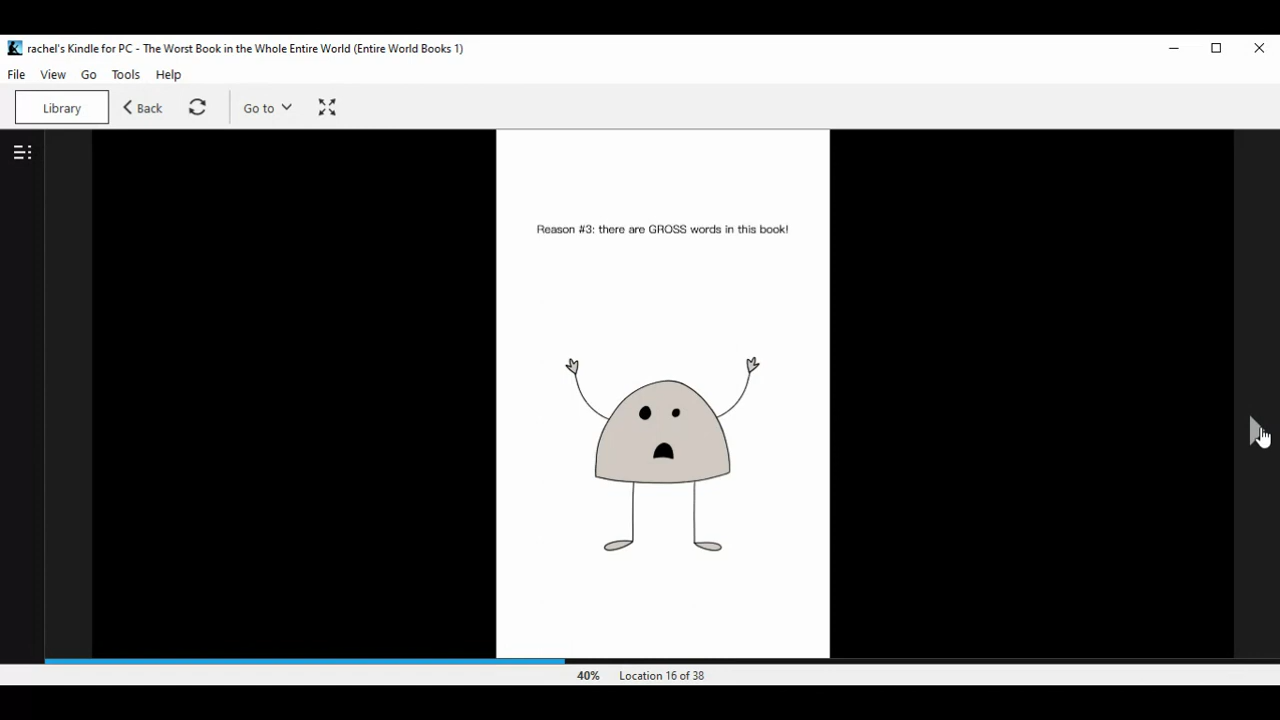 rachel's Kindle for PC - The Worst Book in the Whole Entire World (Entire World Books 1)
File View Go Tools Help
Library Back Go to
Reason #3: there are GROSS words in this book!
40% Location 16 of 38